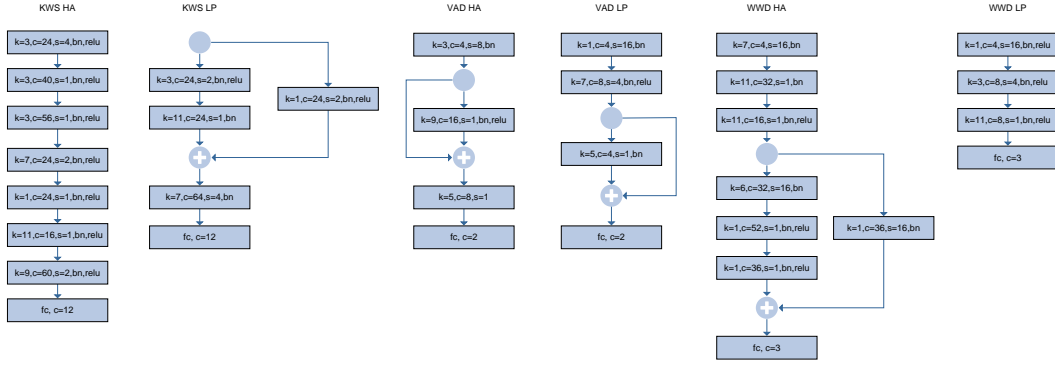 KWS HA
k=3,c=24,s=4,bn,relu
k=3,c=40,s=1,bn,relu
k=3,c=56,s=1,bn,relu
k=7,c=24,s=2,bn,relu
k=1,c=24,s=1,bn,relu
k=11,c=16,s=1,bn,relu
k=9,c=60,s=2,bn,relu
fc, c=12
KWS LP
k=3,c=24,s=2,bn,relu
k=1,c=24,s=2,bn,relu
k=11,c=24,s=1,bn
k=7,c=64,s=4,bn
fc, c=12
VAD HA
k=3,c=4,s=8,bn
k=9,c=16,s=1,bn,relu
k=5,c=8,s=1
fc, c=2
VAD LP
k=1,c=4,s=16,bn
k=7,c=8,s=4,bn,relu
k=5,c=4,s=1,bn
fc, c=2
WWD HA
k=7,c=4,s=16,bn
k=11,c=32,s=1,bn
k=11,c=16,s=1,bn,relu
k=6,c=32,s=16,bn
k=1,c=52,s=1,bn,relu
k=1,c=36,s=16,bn
k=1,c=36,s=1,bn,relu
fc, c=3
WWD LP
k=1,c=4,s=16,bn,relu
k=3,c=8,s=4,bn,relu
k=11,c=8,s=1,bn,relu
fc, c=3